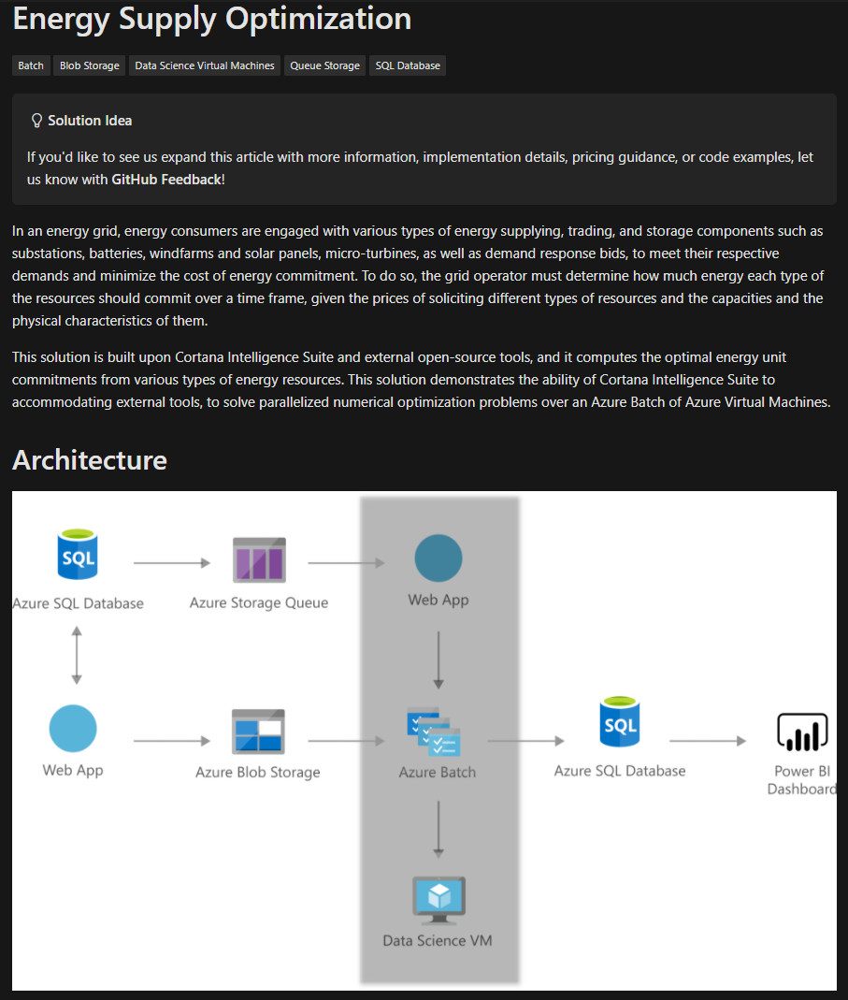 Energy Supply Optimization
Batch Blob Storage Data Science Virtual Machines Queue Storage SQL Database
Solution Idea
If you'd like to see us expand this article with more information, implementation details, pricing guidance, or code examples, let
us know with GitHub Feedback!
In an energy grid, energy consumers are engaged with various types of energy supplying, trading, and storage components such as
substations, batteries, windfarms and solar panels, micro-turbines, as well as demand response bids, to meet their respective
demands and minimize the cost of energy commitment. To do so, the grid operator must determine how much energy each type of
the resources should commit over a time frame, given the prices of soliciting different types of resources and the capacities and the
physical characteristics of them.
This solution is built upon Cortana Intelligence Suite and external open-source tools, and it computes the optimal energy unit
commitments from various types of energy resources. This solution demonstrates the ability of Cortana Intelligence Suite to
accommodating external tools, to solve parallelized numerical optimization problems over an Azure Batch of Azure Virtual Machines.
Architecture
SQL
Azure SQL Database
Azure Storage Queue
Web App
Web App
Azure Blob Storage
Azure Batch
SQL
Azure SQL Database
Power BI
Dashboard
Data Science VM